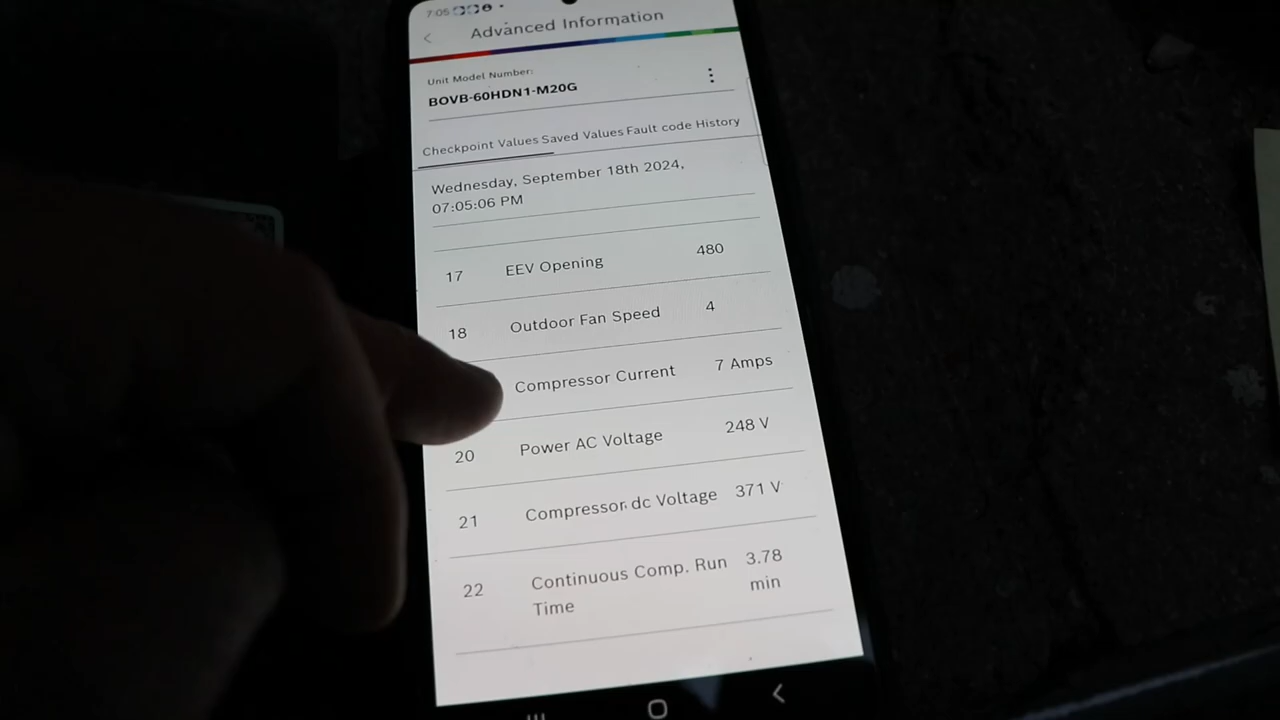 7:05
Advanced Information
Unit Model Number:
BOVB-60HDN1-M20G
Checkpoint Values Saved Values Fault code History
Wednesday, September 18th 2024,
07:05:06 PM
17 EEV Opening 480
18 Outdoor Fan Speed 4
Compressor Current 7 Amps
20 Power AC Voltage 248 V
21 Compressor dc Voltage 371 V
22 Continuous Comp. Run 3.78
Time min